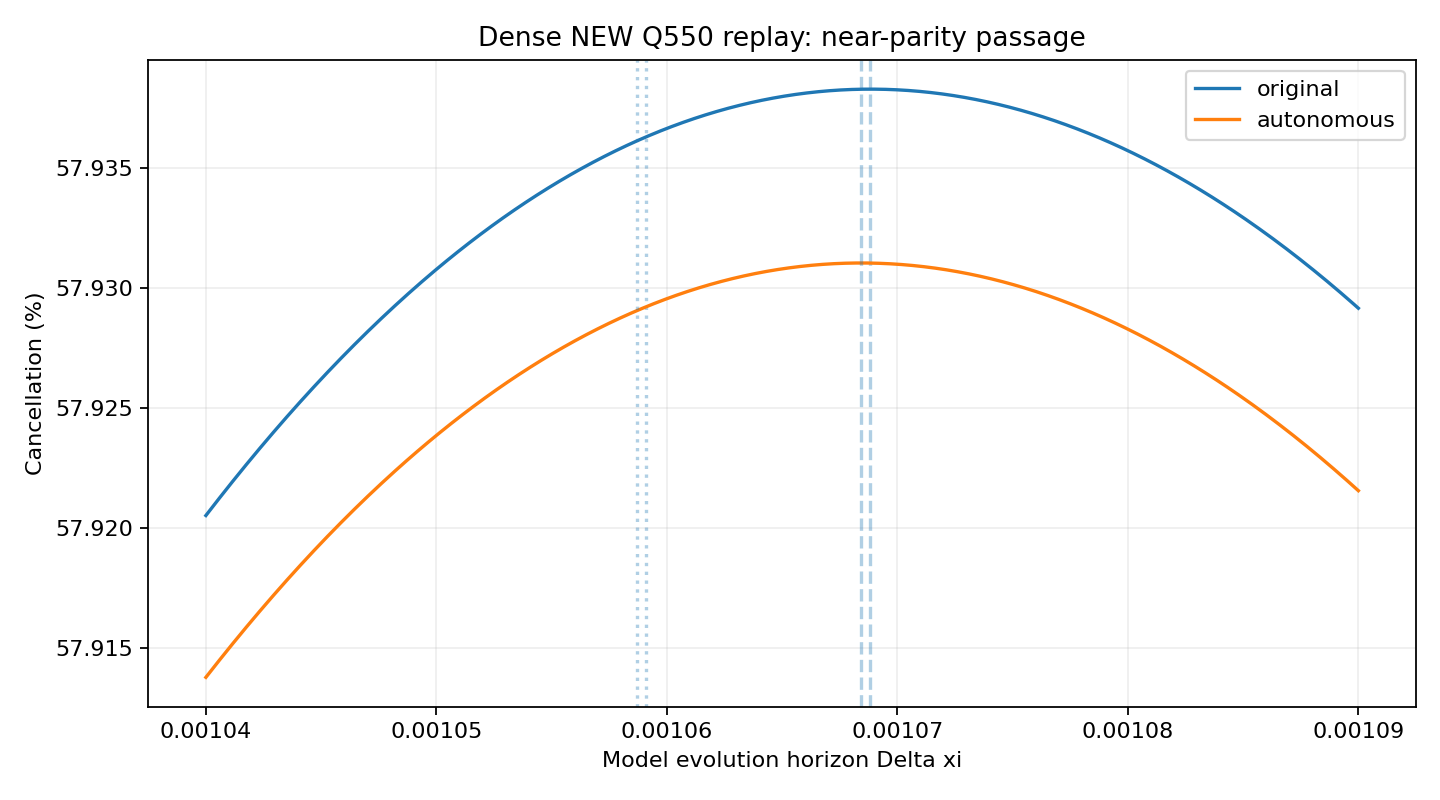 Dense NEW Q550 replay: near-parity passage
original
autonomous
Cancellation (%)
57.935
57.930
57.925
57.920
57.915
0.00104
0.00105
0.00106
0.00107
0.00108
0.00109
Model evolution horizon Delta xi